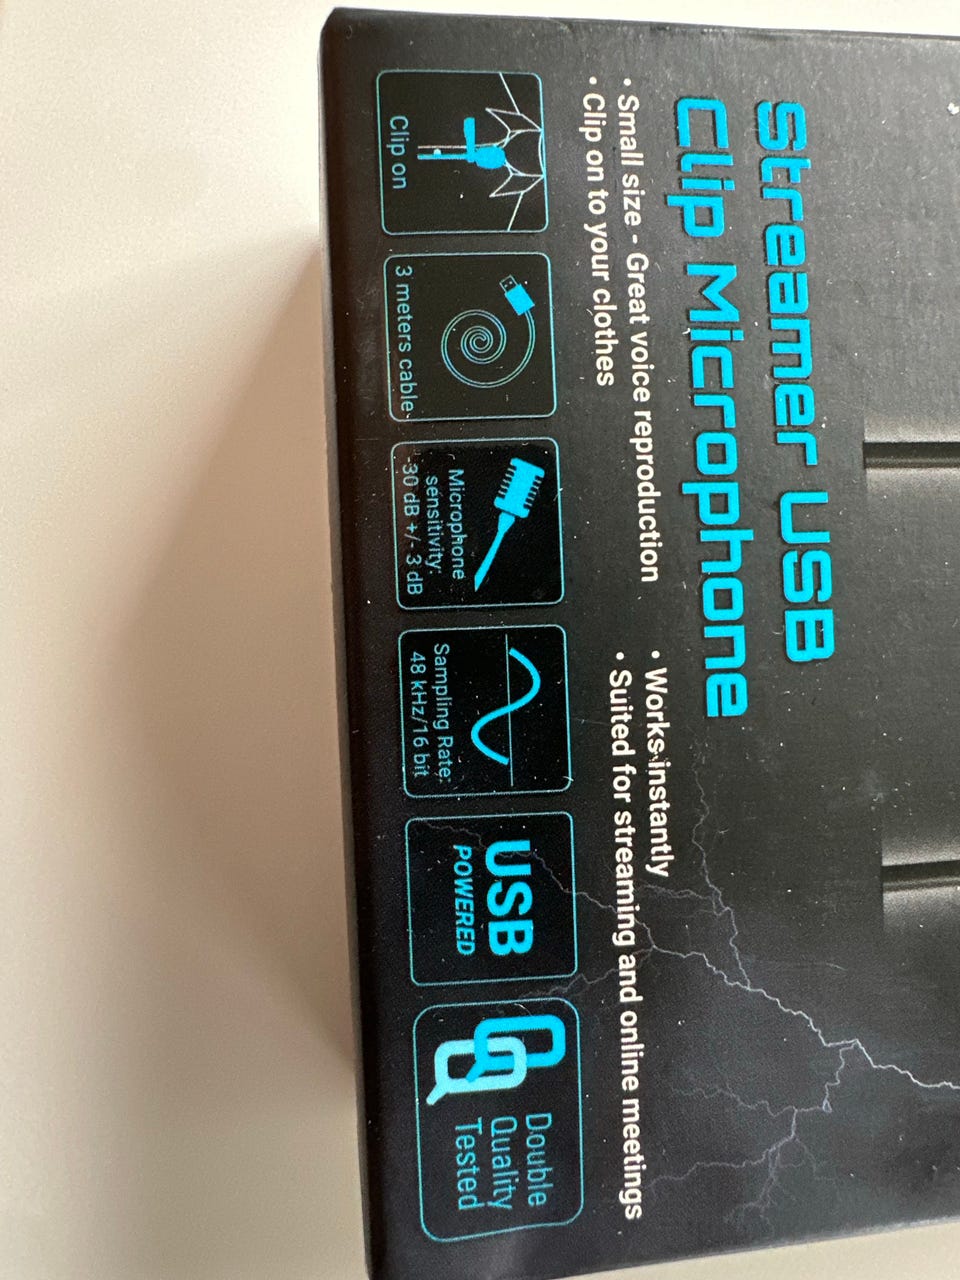 Streamer USB
Clip Microphone
• Small size - Great voice reproduction
• Clip on to your clothes
• Works instantly
• Suited for streaming and online meetings
Clip on
3 meters cable
Microphone
sensitivity:
-30 dB +/- 3 dB
Sampling Rate:
48 kHz/16 bit
USB
POWERED
Double
Quality
Tested